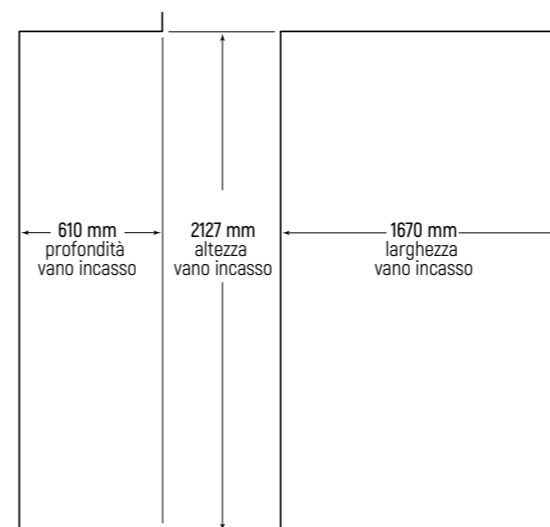 610 mm
profondità
vano incasso
2127 mm
altezza
vano incasso
1670 mm
larghezza
vano incasso